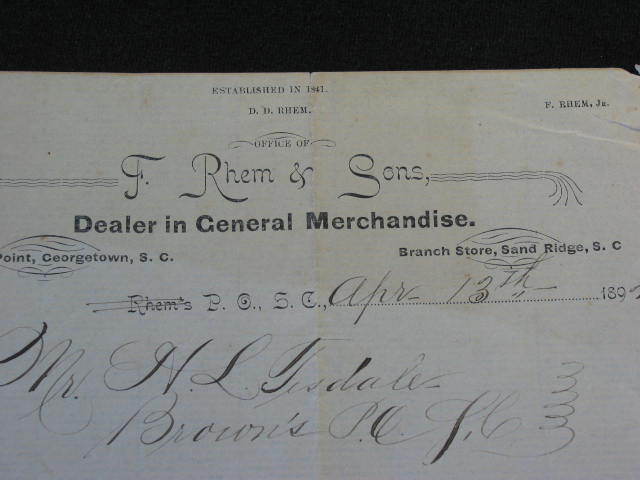 ESTABLISHED IN 1841.
D. D. RHEM. F. RHEM, JR.
OFFICE OF
F. Rhem & Sons,
Dealer in General Merchandise.
Point, Georgetown, S. C. Branch Store, Sand Ridge, S. C
Rhem's P. O., S. C., Apr 13th 189
Mr. H. L. Tisdale
Brown's P.O. S.C